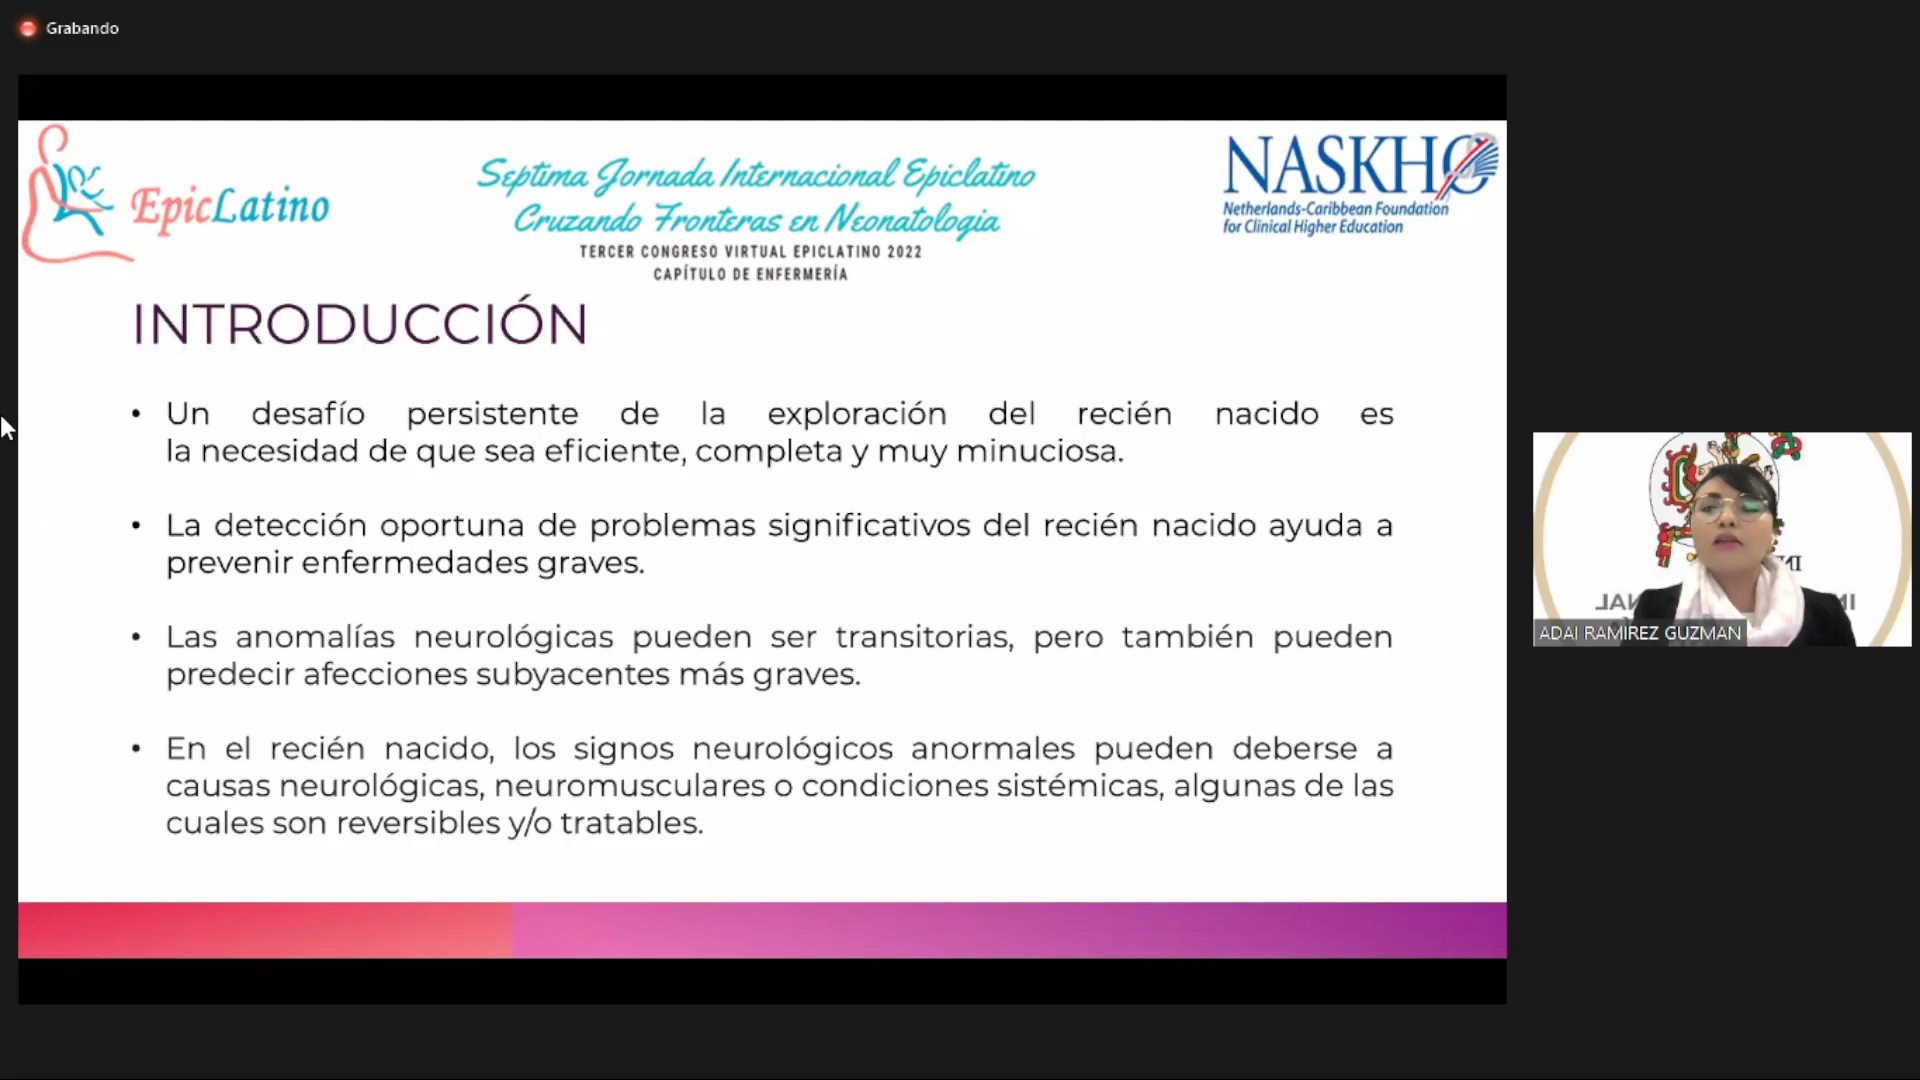 Grabando
EpicLatino
Septima Jornada Internacional Epiclatino
Cruzando Fronteras en Neonatologia
TERCER CONGRESO VIRTUAL EPICLATINO 2022
CAPÍTULO DE ENFERMERÍA
NASKHO
Netherlands-Caribbean Foundation
for Clinical Higher Education
INTRODUCCIÓN
• Un desafío persistente de la exploración del recién nacido es
la necesidad de que sea eficiente, completa y muy minuciosa.
• La detección oportuna de problemas significativos del recién nacido ayuda a
prevenir enfermedades graves.
• Las anomalías neurológicas pueden ser transitorias, pero también pueden
predecir afecciones subyacentes más graves.
• En el recién nacido, los signos neurológicos anormales pueden deberse a
causas neurológicas, neuromusculares o condiciones sistémicas, algunas de las
cuales son reversibles y/o tratables.
ADAI RAMIREZ GUZMAN